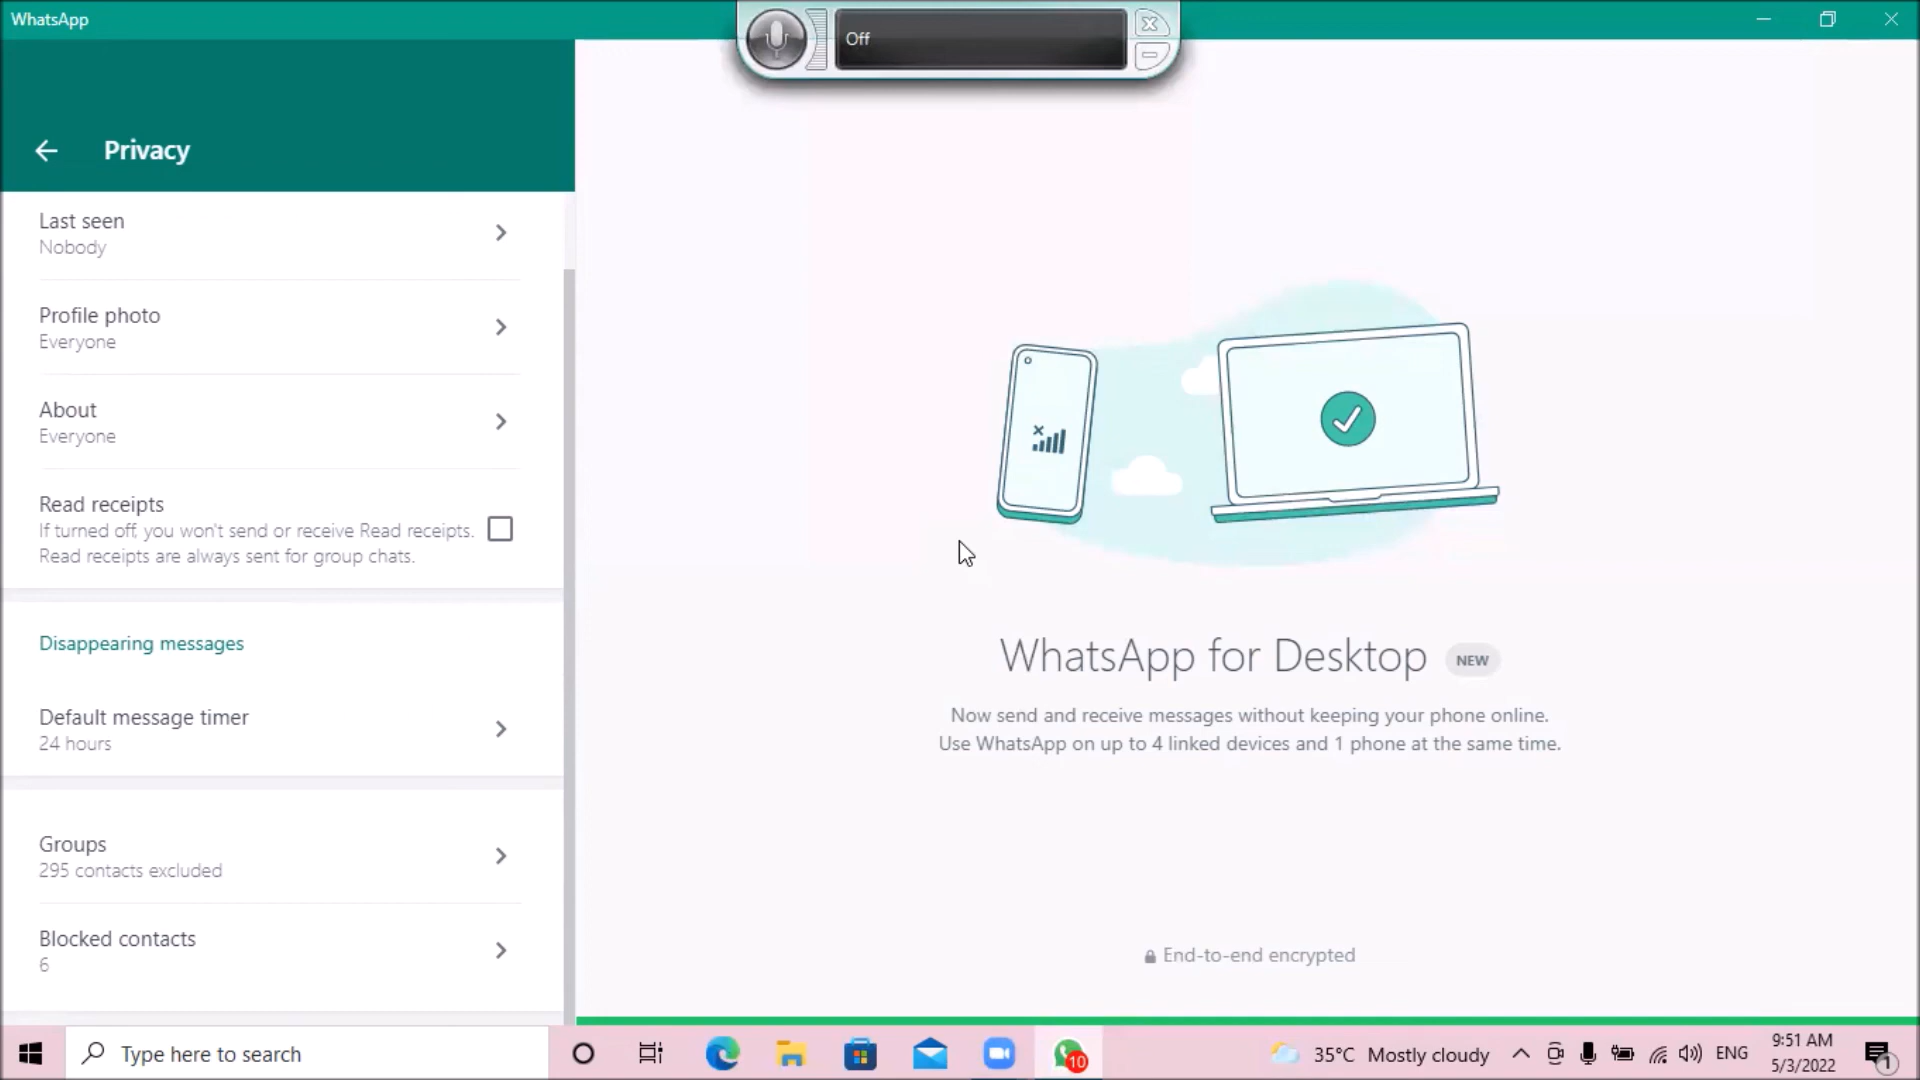 WhatsApp
Off
Privacy
Last seen
Nobody
Profile photo
Everyone
About
Everyone
Read receipts
If turned off, you won't send or receive Read receipts.
Read receipts are always sent for group chats.
Disappearing messages
Default message timer
24 hours
Groups
295 contacts excluded
Blocked contacts
6
WhatsApp for Desktop NEW
Now send and receive messages without keeping your phone online.
Use WhatsApp on up to 4 linked devices and 1 phone at the same time.
End-to-end encrypted
Type here to search
10
35°C Mostly cloudy
ENG
9:51 AM
5/3/2022
1